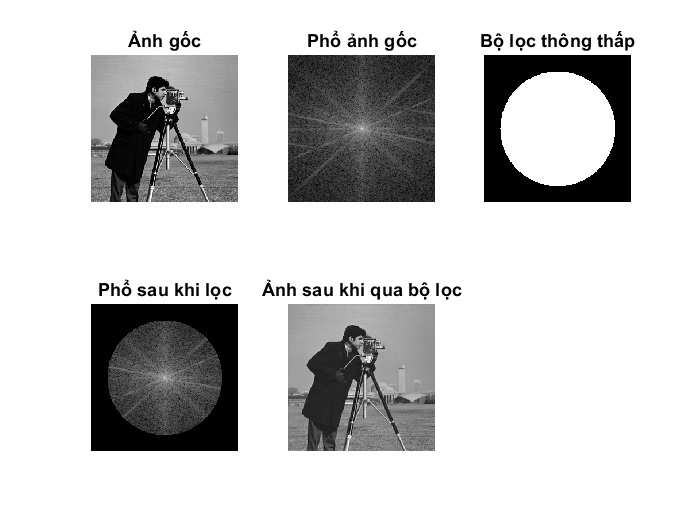 Ảnh gốc
Phổ ảnh gốc
Bộ lọc thông thấp
Phổ sau khi lọc
Ảnh sau khi qua bộ lọc